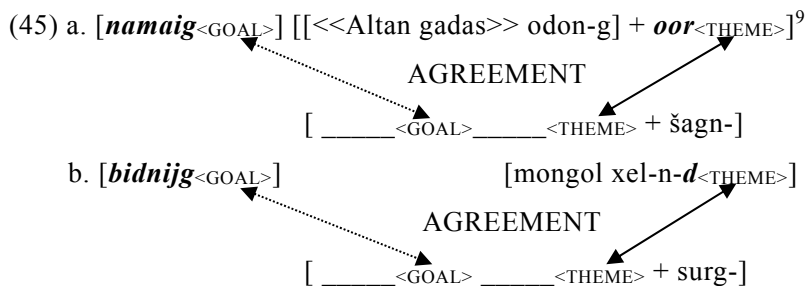 (45) a. [namaig<GOAL>] [[<<Altan gadas>> odon-g] + oor<THEME>]9
AGREEMENT
[ _____<GOAL>_____<THEME> + šagn-]
b. [bidnijg<GOAL>] [mongol xel-n-d<THEME>]
AGREEMENT
[ _____<GOAL> _____<THEME> + surg-]